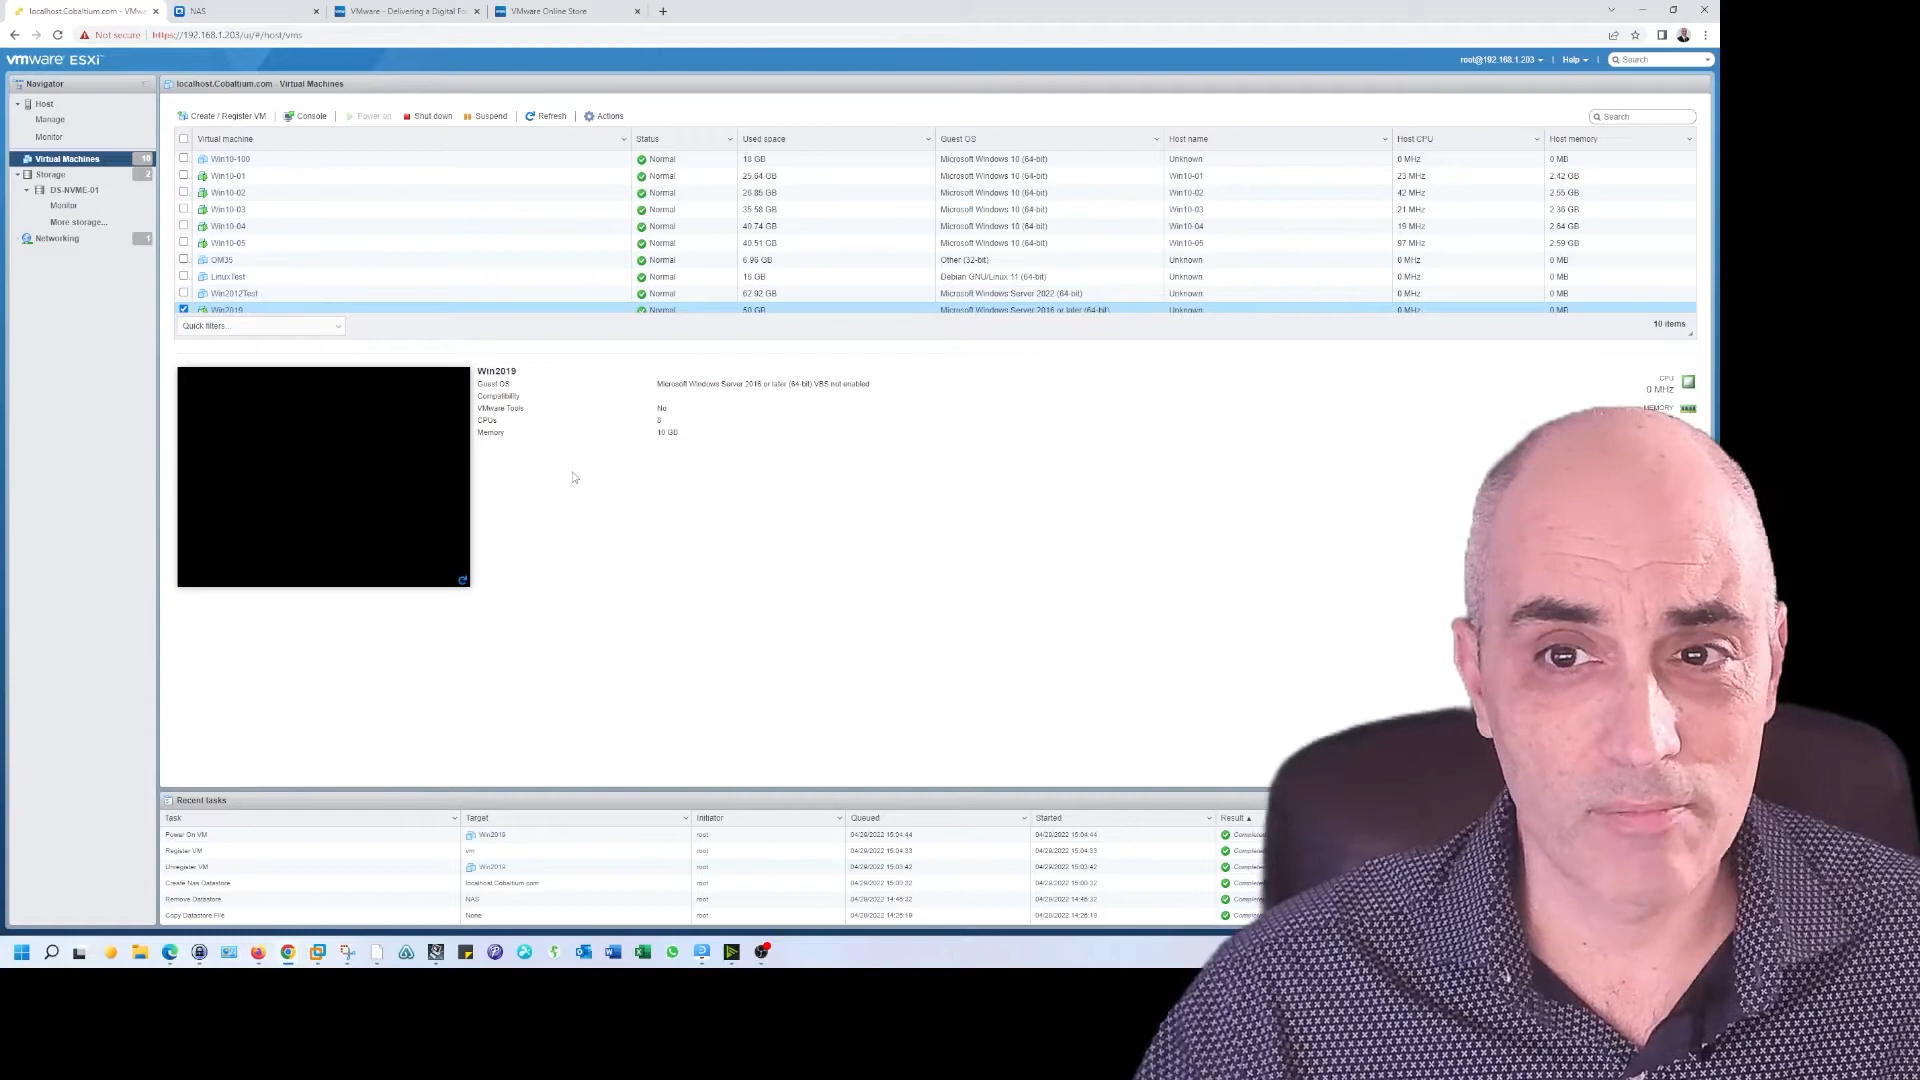 localhost.Cobaltium.com - VMw
NAS
VMware - Delivering a Digital Fo
VMware Online Store
Not secure
https://192.168.1.203/ui/#/host/vms
vmware ESXi
root@192.168.1.203
Help
Search
Navigator
localhost.Cobaltium.com - Virtual Machines
Host
Manage
Monitor
Virtual Machines 10
Storage 2
DS-NVME-01
Monitor
More storage...
Networking 1
Create / Register VM
Console
Power on
Shut down
Suspend
Refresh
Actions
Search
Virtual machine Status Used space Guest OS Host name Host CPU Host memory
Win10-100 Normal 18 GB Microsoft Windows 10 (64-bit) Unknown 0 MHz 0 MB
Win10-01 Normal 25.64 GB Microsoft Windows 10 (64-bit) Win10-01 23 MHz 2.42 GB
Win10-02 Normal 26.85 GB Microsoft Windows 10 (64-bit) Win10-02 42 MHz 2.55 GB
Win10-03 Normal 35.58 GB Microsoft Windows 10 (64-bit) Win10-03 21 MHz 2.36 GB
Win10-04 Normal 40.74 GB Microsoft Windows 10 (64-bit) Win10-04 19 MHz 2.64 GB
Win10-05 Normal 40.51 GB Microsoft Windows 10 (64-bit) Win10-05 97 MHz 2.59 GB
OM35 Normal 6.96 GB Other (32-bit) Unknown 0 MHz 0 MB
LinuxTest Normal 16 GB Debian GNU/Linux 11 (64-bit) Unknown 0 MHz 0 MB
Win2012Test Normal 62.92 GB Microsoft Windows Server 2022 (64-bit) Unknown 0 MHz 0 MB
Win2019 Normal 50 GB Microsoft Windows Server 2016 or later (64-bit) Unknown 0 MHz 0 MB
Quick filters...
10 items
Win2019
Guest OS Microsoft Windows Server 2016 or later (64-bit) VBS not enabled
Compatibility
VMware Tools No
CPUs 8
Memory 10 GB
CPU
0 MHz
MEMORY
Recent tasks
Task Target Initiator Queued Started Result
Power On VM Win2019 root 04/29/2022 15:04:44 04/29/2022 15:04:44
Register VM vm root 04/29/2022 15:04:33 04/29/2022 15:04:33
Unregister VM Win2019 root 04/29/2022 15:03:42 04/29/2022 15:03:42
Create Nas Datastore localhost.Cobaltium.com root 04/29/2022 15:00:32 04/29/2022 15:00:32
Remove Datastore NAS root 04/29/2022 14:46:32 04/29/2022 14:46:32
Copy Datastore File None root 04/29/2022 14:26:19 04/29/2022 14:26:19